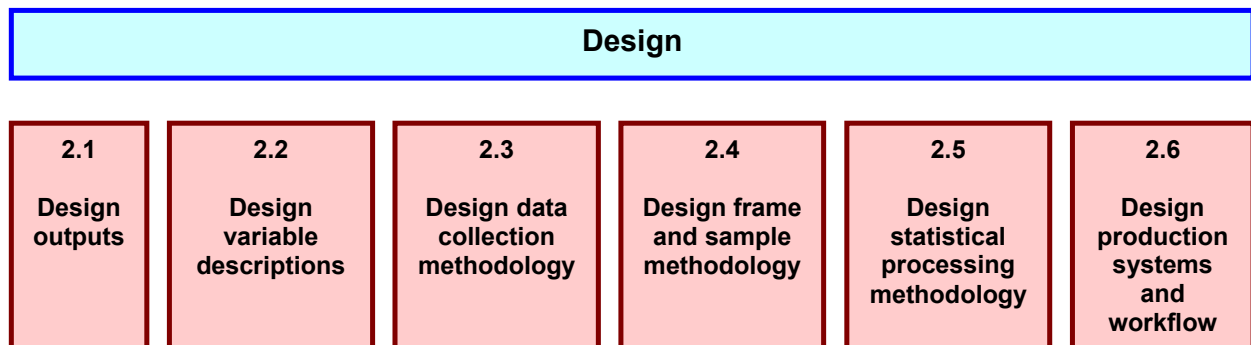 Design
2.1
Design
outputs
2.2
Design
variable
descriptions
2.3
Design data
collection
methodology
2.4
Design frame
and sample
methodology
2.5
Design
statistical
processing
methodology
2.6
Design
production
systems
and
workflow